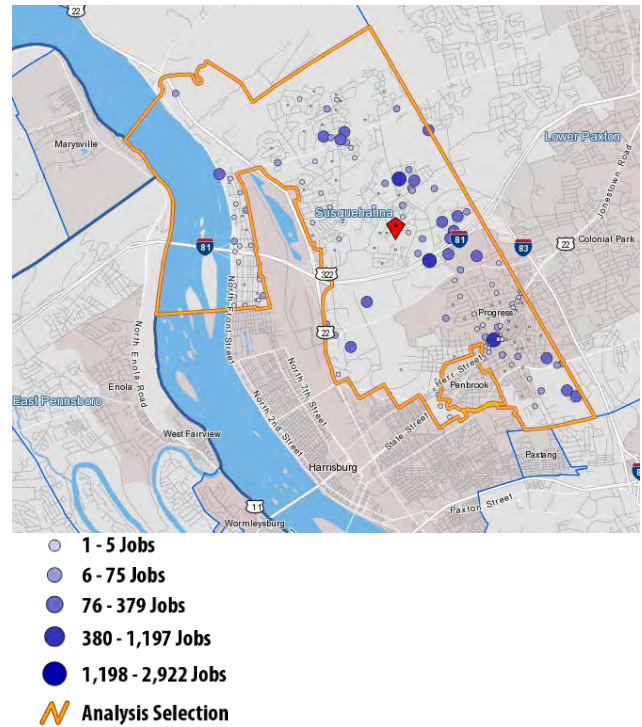 22
Marysville
Lower Paxton
Jonestown Road
Susquehanna
81
81
83
22
Colonial Park
322
North Front Street
22
Progress
North Enola Road
Herr Street
Penbrook
Enola
North 7th Street
East Pennsboro
North 2nd Street
State Street
West Fairview
Harrisburg
Paxtang
11
Paxton Street
Wormleysburg
1 - 5 Jobs
6 - 75 Jobs
76 - 379 Jobs
380 - 1,197 Jobs
1,198 - 2,922 Jobs
Analysis Selection